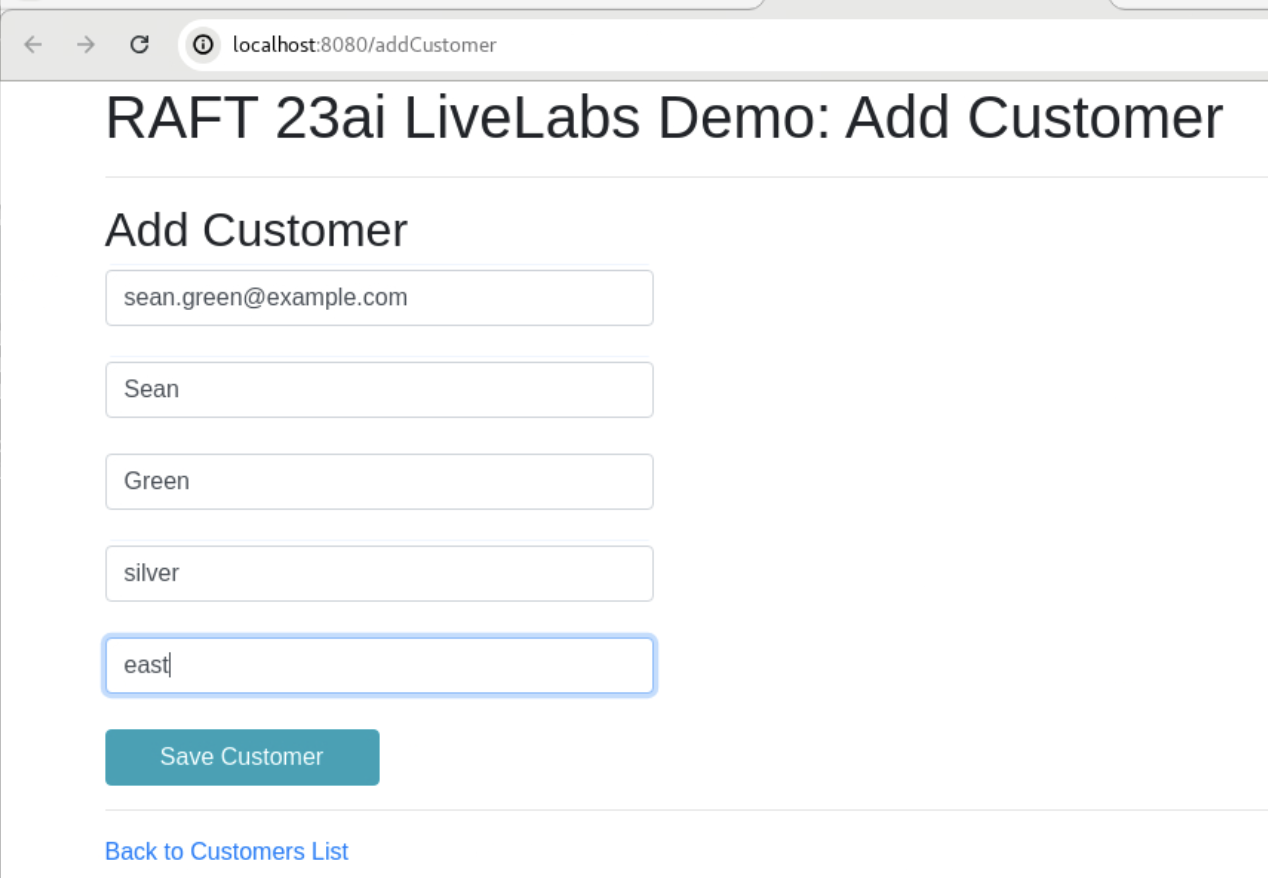 localhost:8080/addCustomer
RAFT 23ai LiveLabs Demo: Add Customer
Add Customer
sean.green@example.com
Sean
Green
silver
east
Save Customer
Back to Customers List